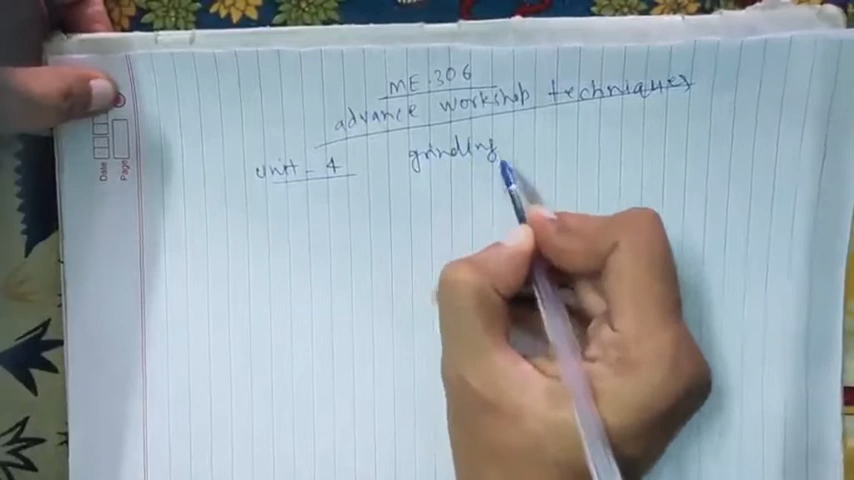 ME.306
advance workshop techniques
unit - 4 grinding
Date
Page